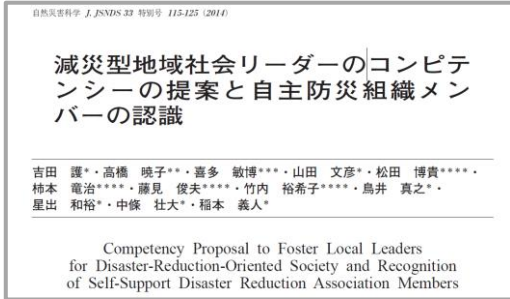 自然災害科学 J. JSNDS 33 特別号 115-125 (2014)
減災型地域社会リーダーのコンピテ
ンシーの提案と自主防災組織メン
バーの認識
吉田 護*・高橋 暁子**・喜多 敏博***・山田 文彦*・松田 博貴****・
柿本 竜治****・藤見 俊夫****・竹内 裕希子****・鳥井 真之*・
星出 和裕*・中條 壮大*・稲本 義人*
Competency Proposal to Foster Local Leaders
for Disaster-Reduction-Oriented Society and Recognition
of Self-Support Disaster Reduction Association Members